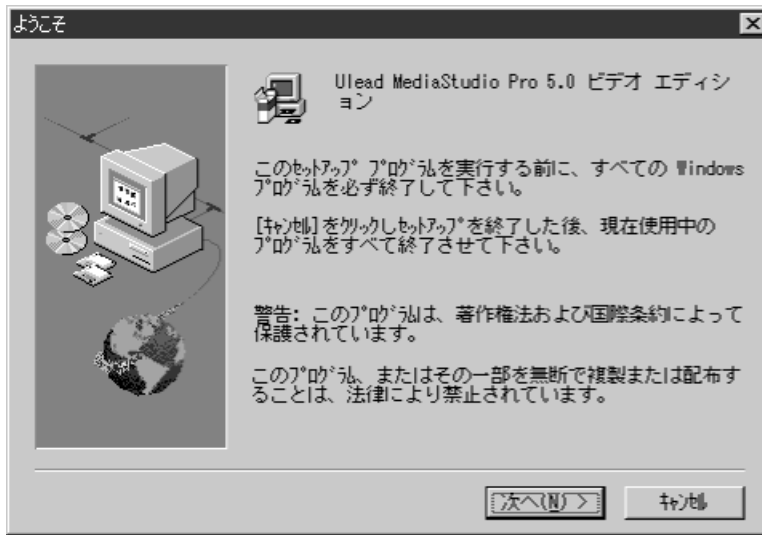 ようこそ
Ulead MediaStudio Pro 5.0 ビデオ エディシ
ョン
このｾｯﾄｱｯﾌﾟ ﾌﾟﾛｸﾞﾗﾑを実行する前に、すべての Windows
ﾌﾟﾛｸﾞﾗﾑを必ず終了して下さい。
[ｷｬﾝｾﾙ]をｸﾘｯｸしｾｯﾄｱｯﾌﾟを終了した後、現在使用中の
ﾌﾟﾛｸﾞﾗﾑをすべて終了させて下さい。
警告: このﾌﾟﾛｸﾞﾗﾑは、著作権法および国際条約によって
保護されています。
このﾌﾟﾛｸﾞﾗﾑ、またはその一部を無断で複製または配布す
ることは、法律により禁止されています。
次へ(N) >
ｷｬﾝｾﾙ